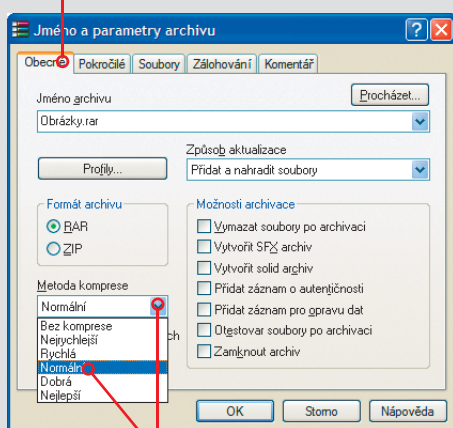 Jméno a parametry archivu
Obecné Pokročilé Soubory Zálohování Komentář
Jméno archivu
Procházet...
Obrázky.rar
Způsob aktualizace
Profily...
Přidat a nahradit soubory
Formát archivu
RAR
ZIP
Možnosti archivace
Vymazat soubory po archivaci
Vytvořit SFX archiv
Vytvořit solid archiv
Přidat záznam o autentičnosti
Přidat záznam pro opravu dat
Otestovar soubory po archivaci
Zamknout archiv
Metoda komprese
Normální
Bez komprese
Nejrychlejší
Rychlá
Normální
Dobrá
Nejlepší
ch
OK Storno Nápověda